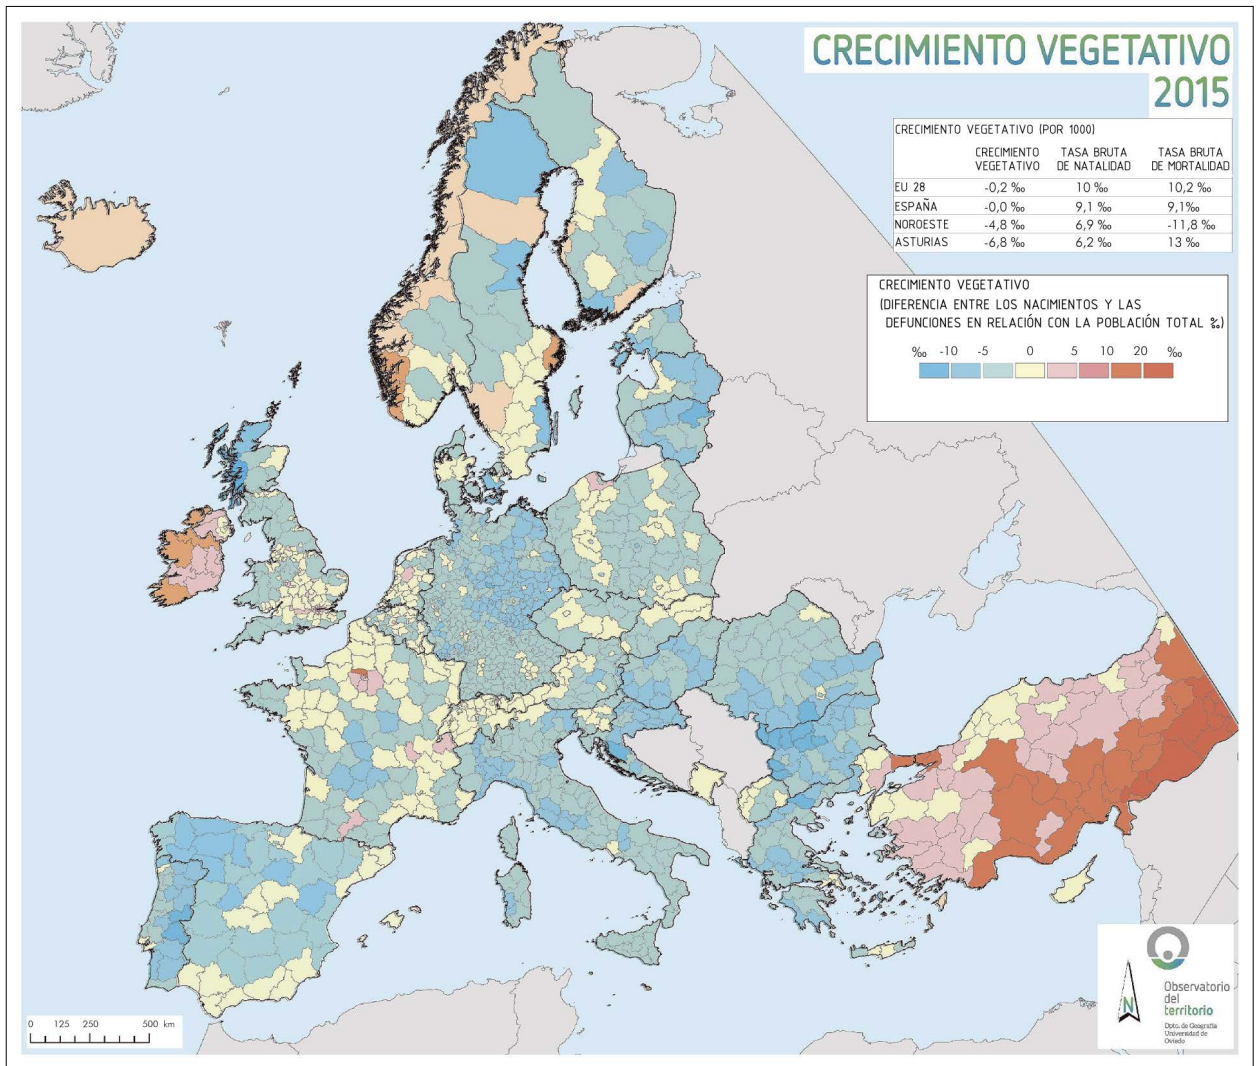 CRECIMIENTO VEGETATIVO
2015
CRECIMIENTO VEGETATIVO (POR 1000)
CRECIMIENTO VEGETATIVO TASA BRUTA DE NATALIDAD TASA BRUTA DE MORTALIDAD
EU 28 -0,2 ‰ 10 ‰ 10,2 ‰
ESPAÑA -0,0 ‰ 9,1 ‰ 9,1‰
NOROESTE -4,8 ‰ 6,9 ‰ -11,8 ‰
ASTURIAS -6,8 ‰ 6,2 ‰ 13 ‰
CRECIMIENTO VEGETATIVO
(DIFERENCIA ENTRE LOS NACIMIENTOS Y LAS
DEFUNCIONES EN RELACIÓN CON LA POBLACIÓN TOTAL ‰)
‰ -10 -5 0 5 10 20 ‰
N
Observatorio
del
territorio
Dpto. de Geografía
Universidad de
Oviedo
0 125 250 500 km